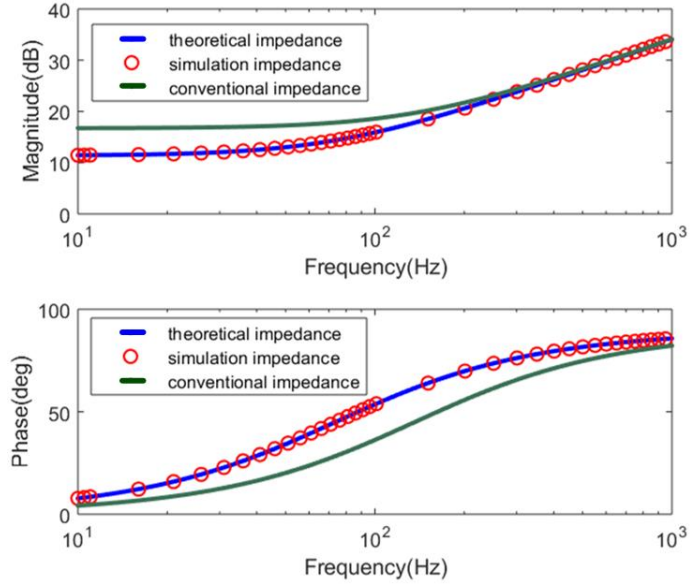 40
30
20
10
0
Magnitude(dB)
theoretical impedance
simulation impedance
conventional impedance
10^1
10^2
10^3
Frequency(Hz)
100
50
0
Phase(deg)
theoretical impedance
simulation impedance
conventional impedance
10^1
10^2
10^3
Frequency(Hz)